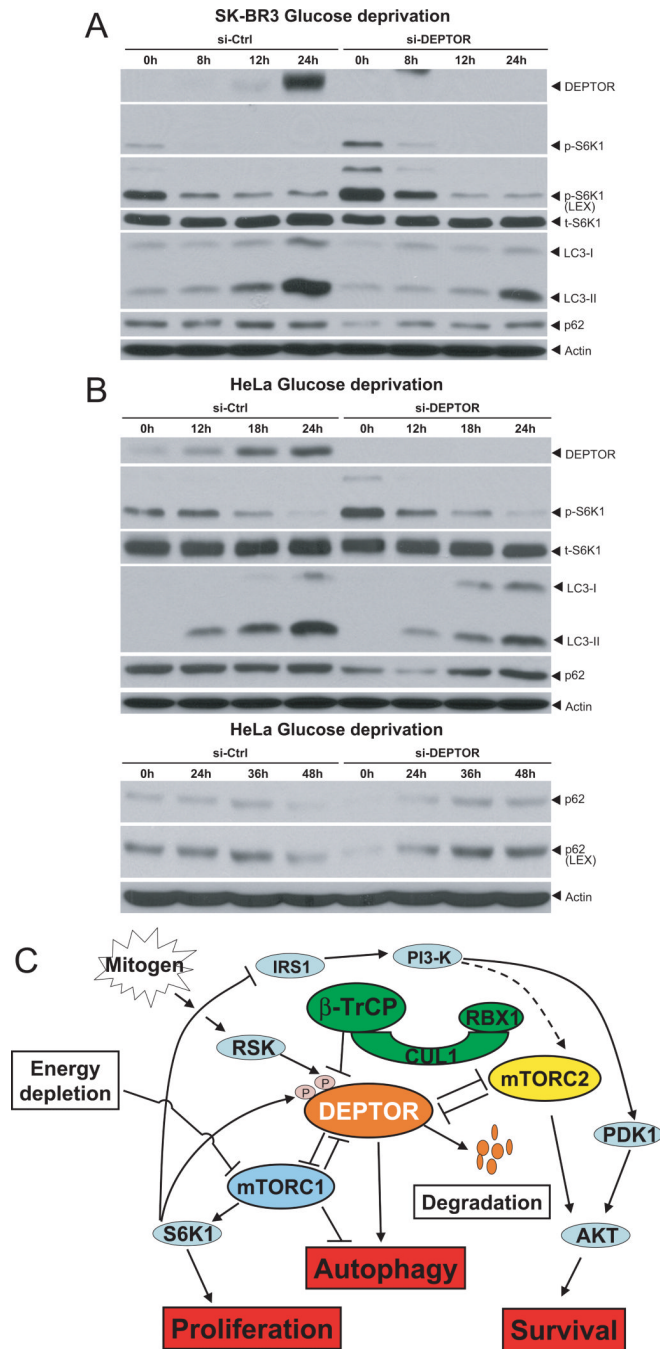 A
SK-BR3 Glucose deprivation
si-Ctrl si-DEPTOR
0h 8h 12h 24h 0h 8h 12h 24h
DEPTOR
p-S6K1
p-S6K1
(LEX)
t-S6K1
LC3-I
LC3-II
p62
Actin
B
HeLa Glucose deprivation
si-Ctrl si-DEPTOR
0h 12h 18h 24h 0h 12h 18h 24h
DEPTOR
p-S6K1
t-S6K1
LC3-I
LC3-II
p62
Actin
HeLa Glucose deprivation
si-Ctrl si-DEPTOR
0h 24h 36h 48h 0h 24h 36h 48h
p62
p62
(LEX)
Actin
C
Mitogen
IRS1
PI3-K
β-TrCP
RBX1
CUL1
RSK
Energy
depletion
P
P
DEPTOR
mTORC2
PDK1
mTORC1
Degradation
S6K1
AKT
Autophagy
Proliferation
Survival